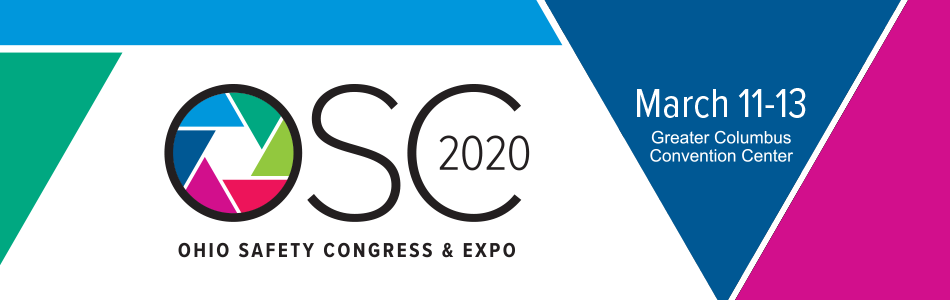 OSC
2020
OHIO SAFETY CONGRESS & EXPO
March 11-13
Greater Columbus
Convention Center